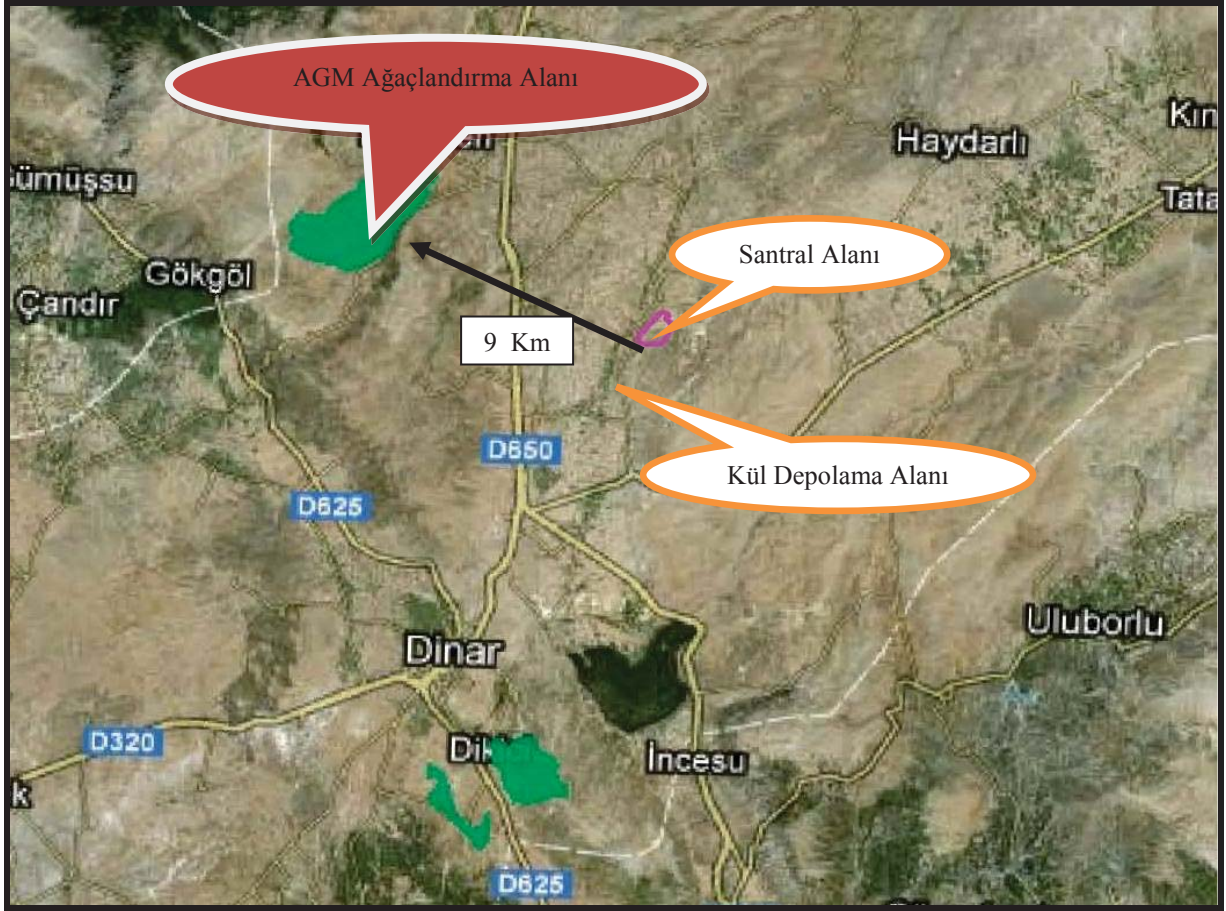 AGM Ağaçlandırma Alanı
Haydarlı
Kın
Tata
Gökgöl
Çandır
Santral Alanı
9 Km
D650
Kül Depolama Alanı
D625
Uluborlu
Dinar
D320
İncesu
D625